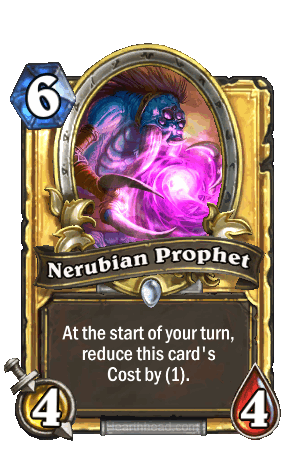 6
Nerubian Prophet
At the start of your turn,
reduce this card's
Cost by (1).
4
4